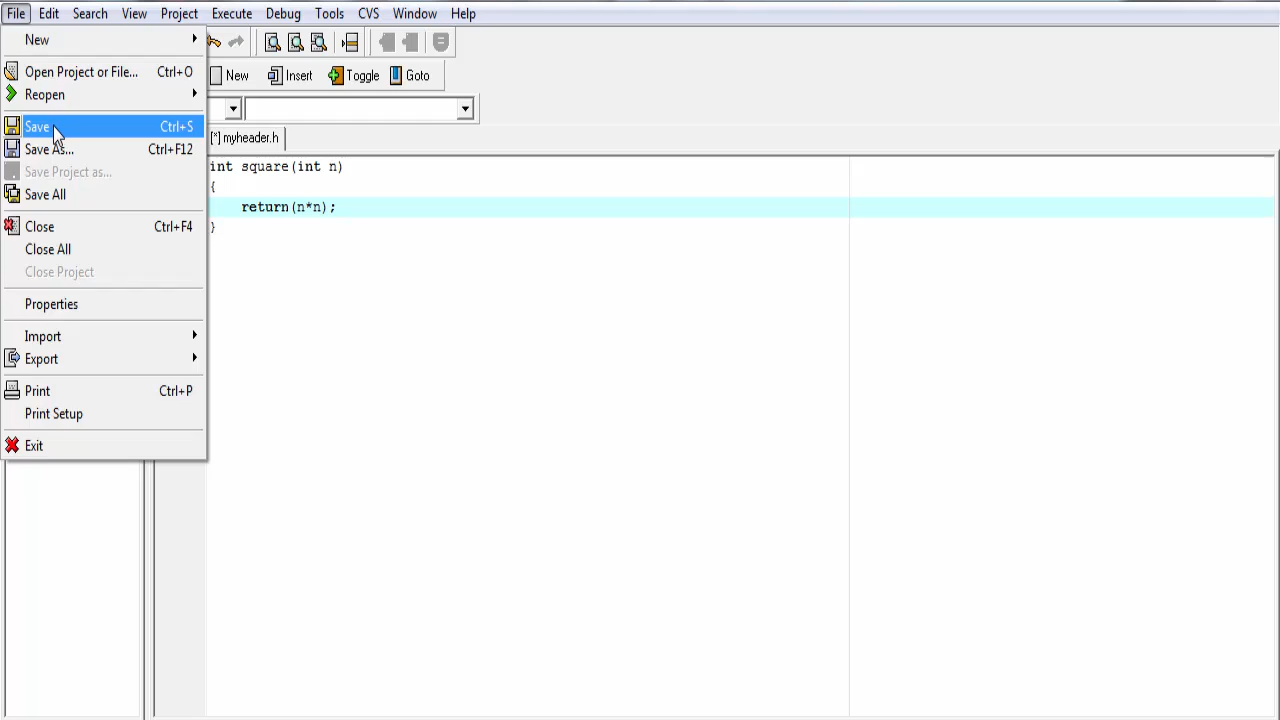 File Edit Search View Project Execute Debug Tools CVS Window Help
New
Open Project or File... Ctrl+O
Reopen
Save Ctrl+S
Save As... Ctrl+F12
Save Project as...
Save All
Close Ctrl+F4
Close All
Close Project
Properties
Import
Export
Print Ctrl+P
Print Setup
Exit
New Insert Toggle Goto
[*] myheader.h
int square(int n)
{
return(n*n);
}